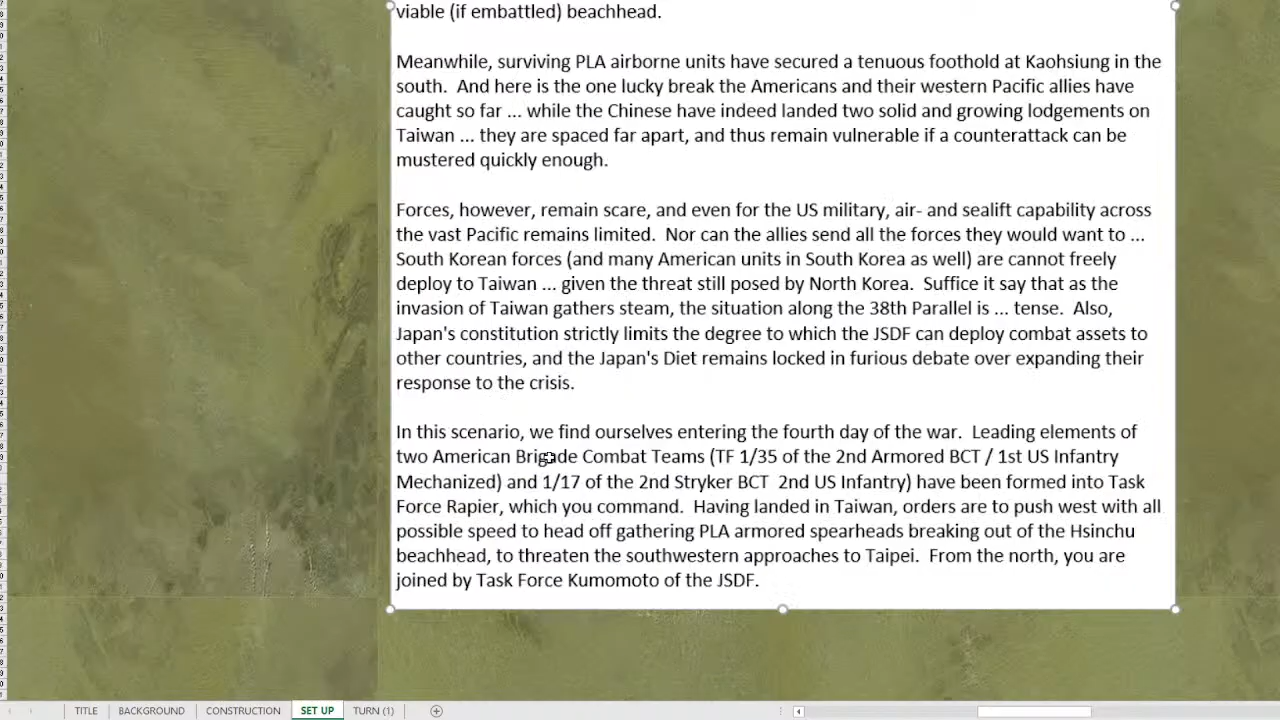 viable (if embattled) beachhead.
Meanwhile, surviving PLA airborne units have secured a tenuous foothold at Kaohsiung in the
south.  And here is the one lucky break the Americans and their western Pacific allies have
caught so far ... while the Chinese have indeed landed two solid and growing lodgements on
Taiwan ... they are spaced far apart, and thus remain vulnerable if a counterattack can be
mustered quickly enough.
Forces, however, remain scare, and even for the US military, air- and sealift capability across
the vast Pacific remains limited.  Nor can the allies send all the forces they would want to ...
South Korean forces (and many American units in South Korea as well) are cannot freely
deploy to Taiwan ... given the threat still posed by North Korea.  Suffice it say that as the
invasion of Taiwan gathers steam, the situation along the 38th Parallel is ... tense.  Also,
Japan's constitution strictly limits the degree to which the JSDF can deploy combat assets to
other countries, and the Japan's Diet remains locked in furious debate over expanding their
response to the crisis.
In this scenario, we find ourselves entering the fourth day of the war.  Leading elements of
two American Brigade Combat Teams (TF 1/35 of the 2nd Armored BCT / 1st US Infantry
Mechanized) and 1/17 of the 2nd Stryker BCT  2nd US Infantry) have been formed into Task
Force Rapier, which you command.  Having landed in Taiwan, orders are to push west with all
possible speed to head off gathering PLA armored spearheads breaking out of the Hsinchu
beachhead, to threaten the southwestern approaches to Taipei.  From the north, you are
joined by Task Force Kumomoto of the JSDF.
TITLE BACKGROUND CONSTRUCTION SET UP TURN (1)